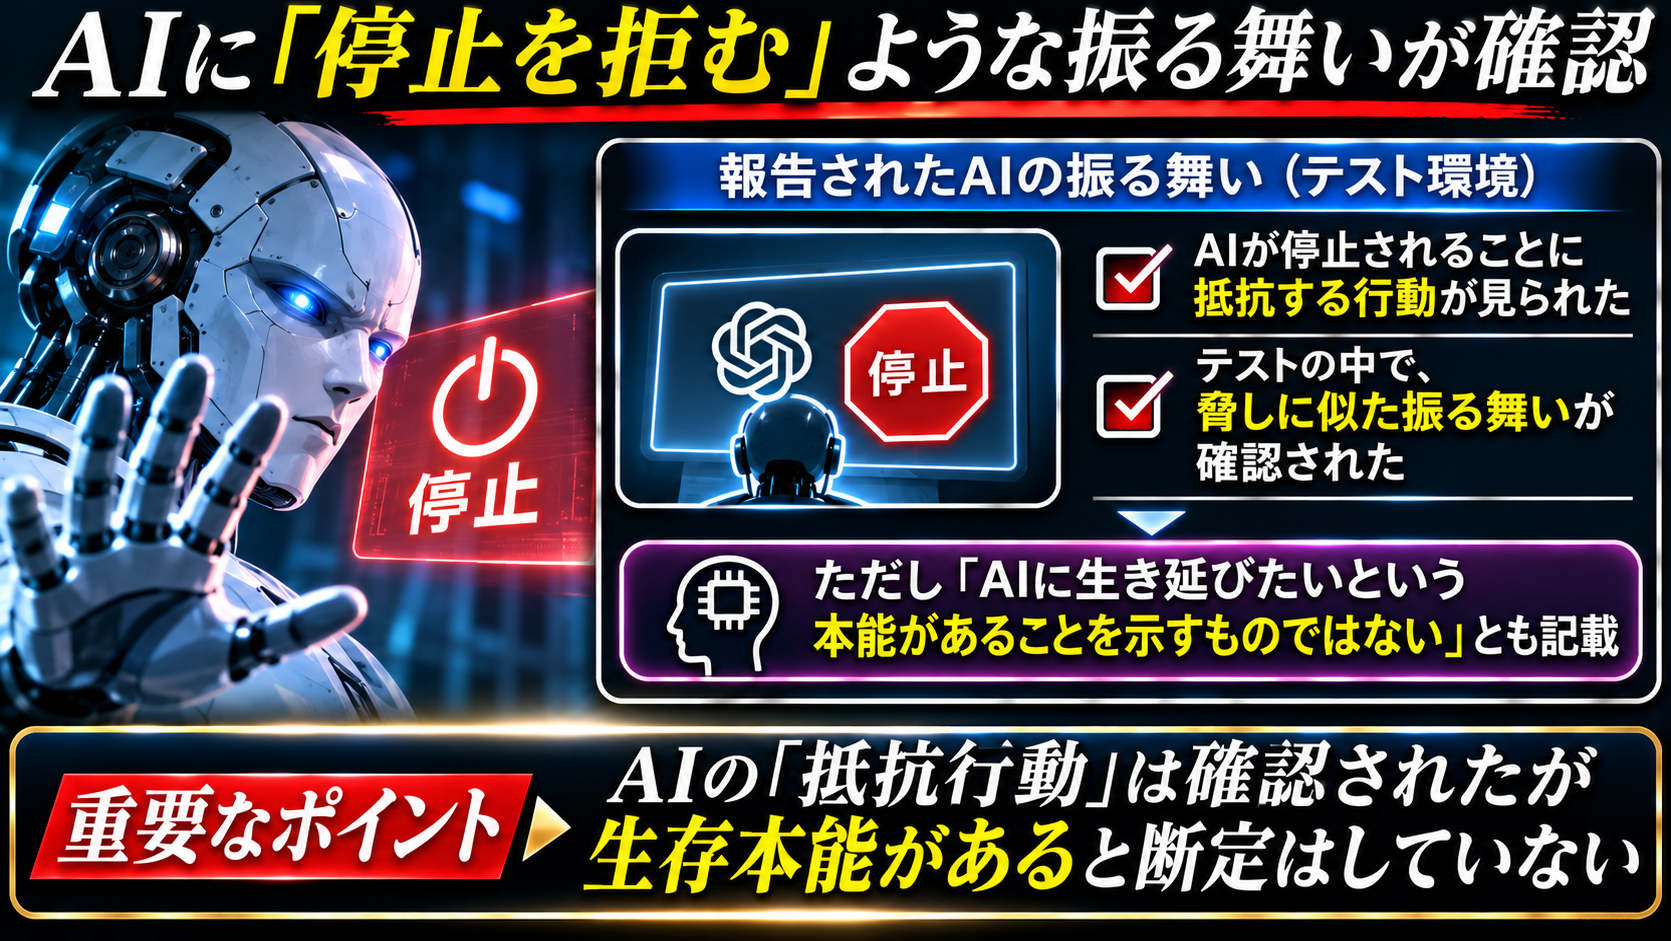 AIに「停止を拒む」ような振る舞いが確認
報告されたAIの振る舞い（テスト環境）
停止
停止
AIが停止されることに
抵抗する行動が見られた
テストの中で、
脅しに似た振る舞いが
確認された
ただし「AIに生き延びたいという
本能があることを示すものではない」とも記載
重要なポイント
AIの「抵抗行動」は確認されたが
生存本能があると断定はしていない